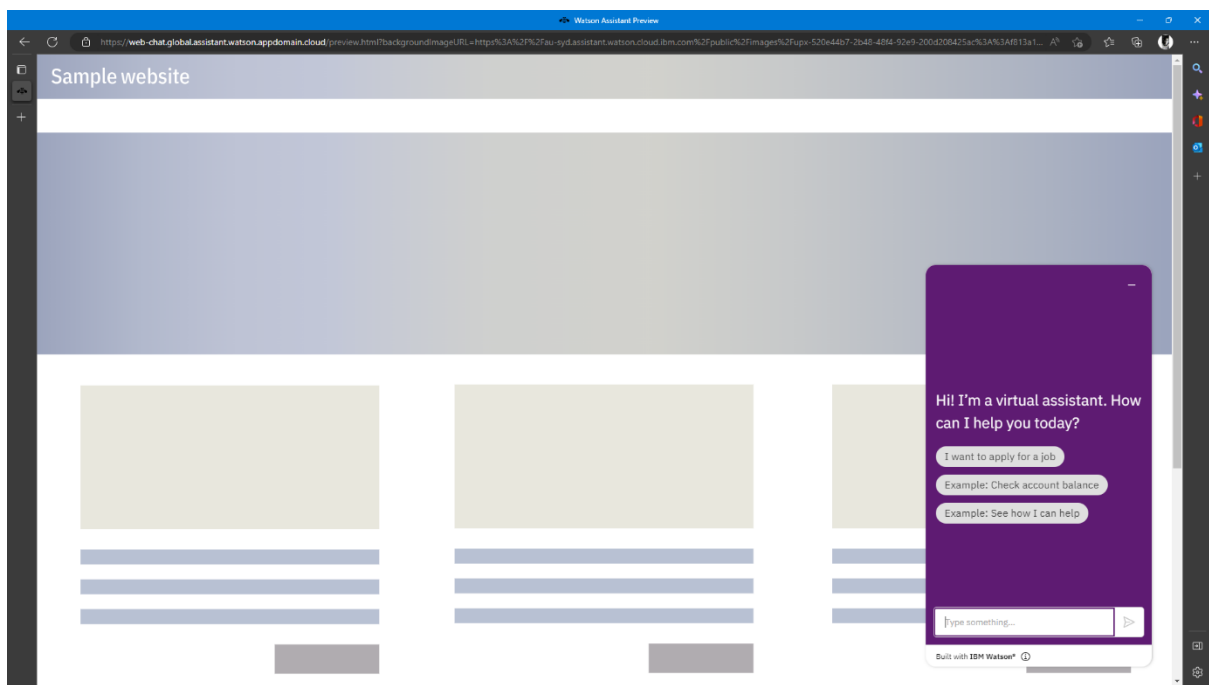 Watson Assistant Preview
https://web-chat.global.assistant.watson.appdomain.cloud/preview.html?backgroundImageURL=https%3A%2F%2Fau-syd.assistant.watson.cloud.ibm.com%2Fpublic%2Fimages%2Fupx-520e44b7-2b48-48f4-92e9-200d208425ac%3A%3Af813a1...
Sample website
Hi! I'm a virtual assistant. How
can I help you today?
I want to apply for a job
Example: Check account balance
Example: See how I can help
Type something...
Built with IBM Watson®